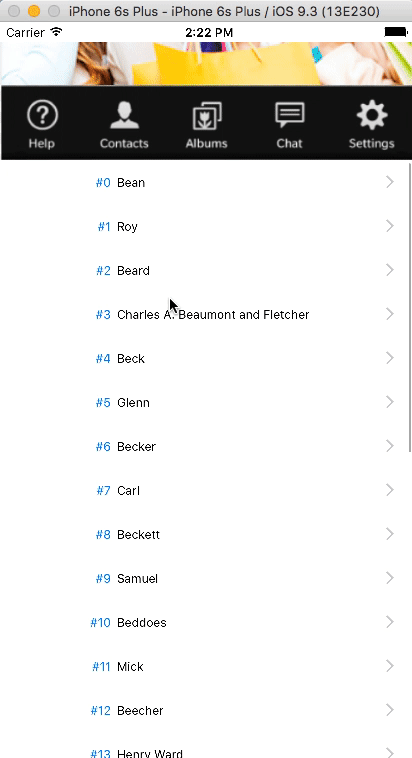 iPhone 6s Plus - iPhone 6s Plus / iOS 9.3 (13E230)
Carrier 2:22 PM
Help Contacts Albums Chat Settings
#0 Bean
#1 Roy
#2 Beard
#3 Charles A. Beaumont and Fletcher
#4 Beck
#5 Glenn
#6 Becker
#7 Carl
#8 Beckett
#9 Samuel
#10 Beddoes
#11 Mick
#12 Beecher
#13 Henry Ward